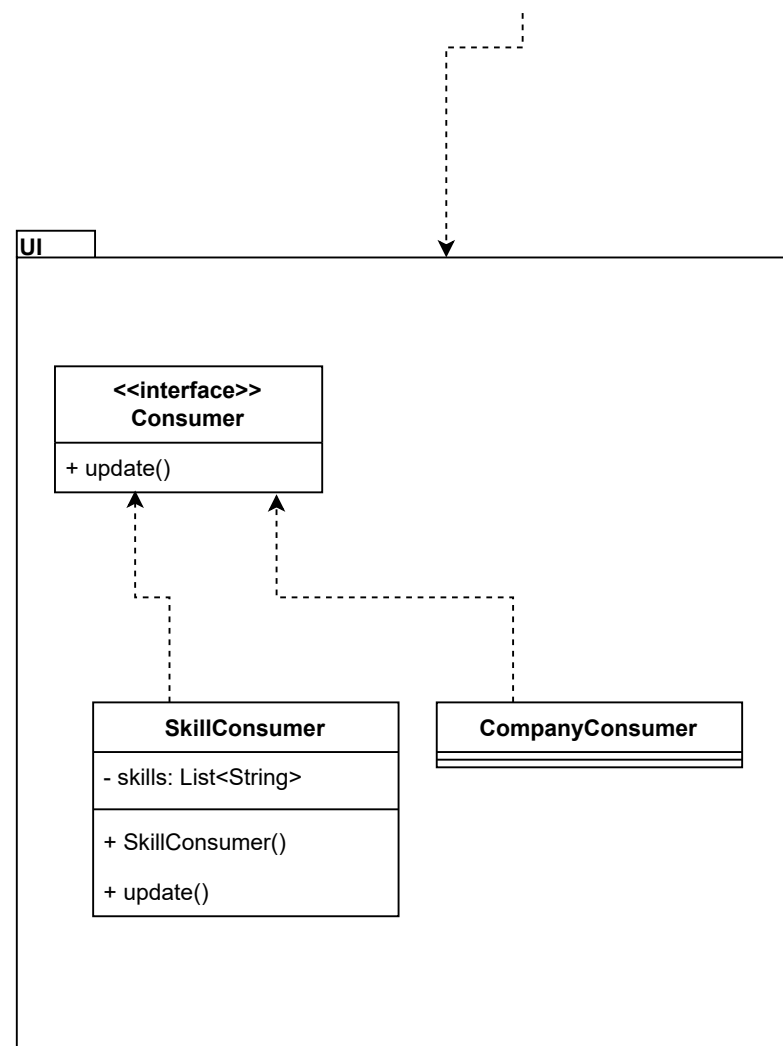 UI
<<interface>>
Consumer
+ update()
SkillConsumer
- skills: List<String>
+ SkillConsumer()
+ update()
CompanyConsumer